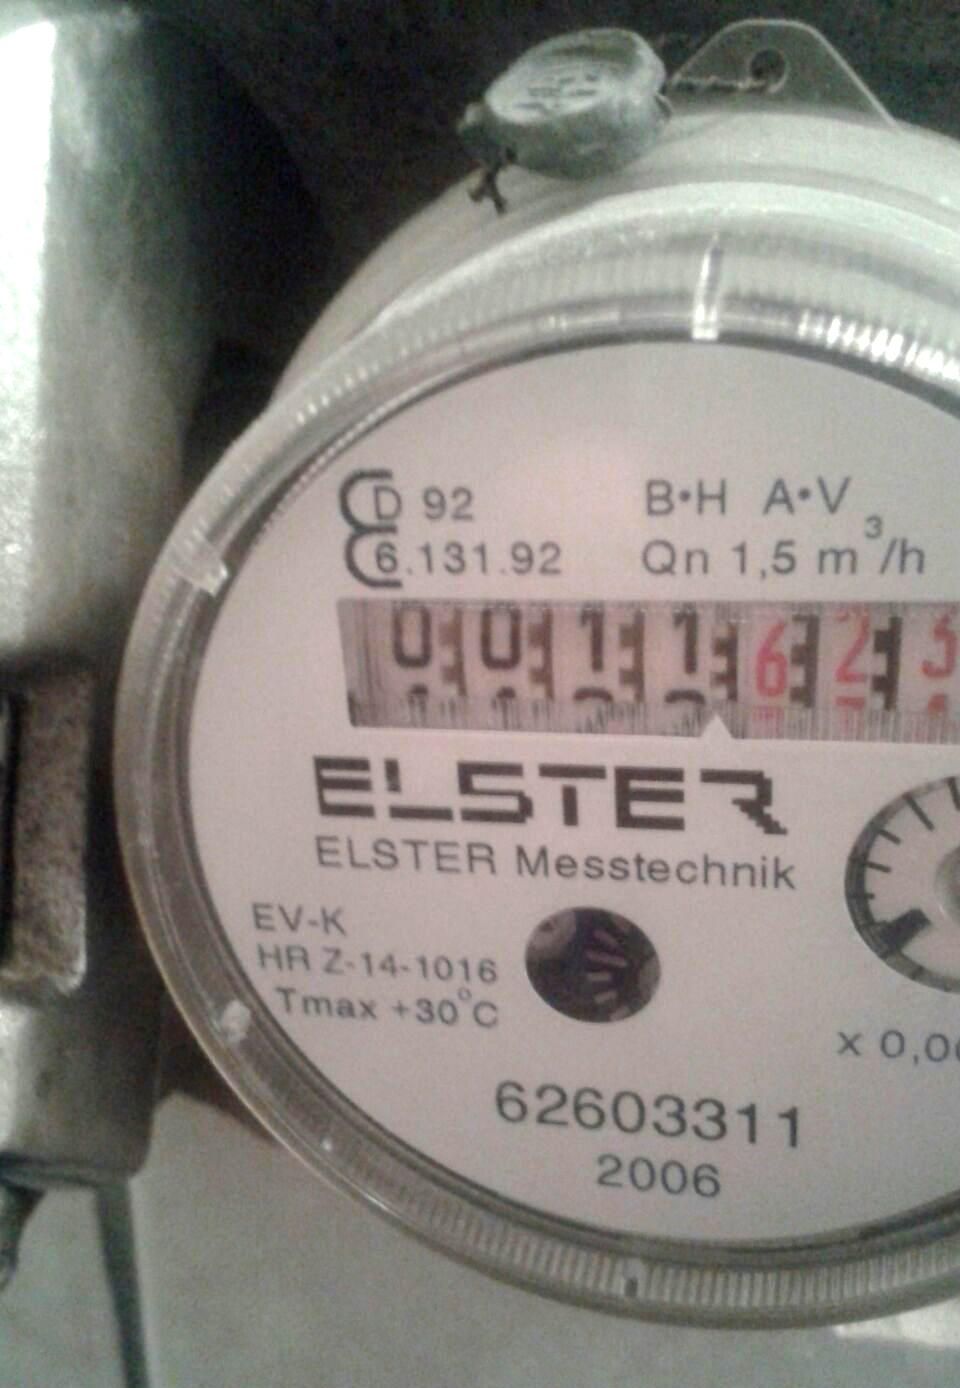 D 92
6.131.92
B•H A•V
Qn 1,5 m³/h
0011623
ELSTER
ELSTER Messtechnik
EV-K
HR Z-14-1016
Tmax +30°C
x 0,0
62603311
2006